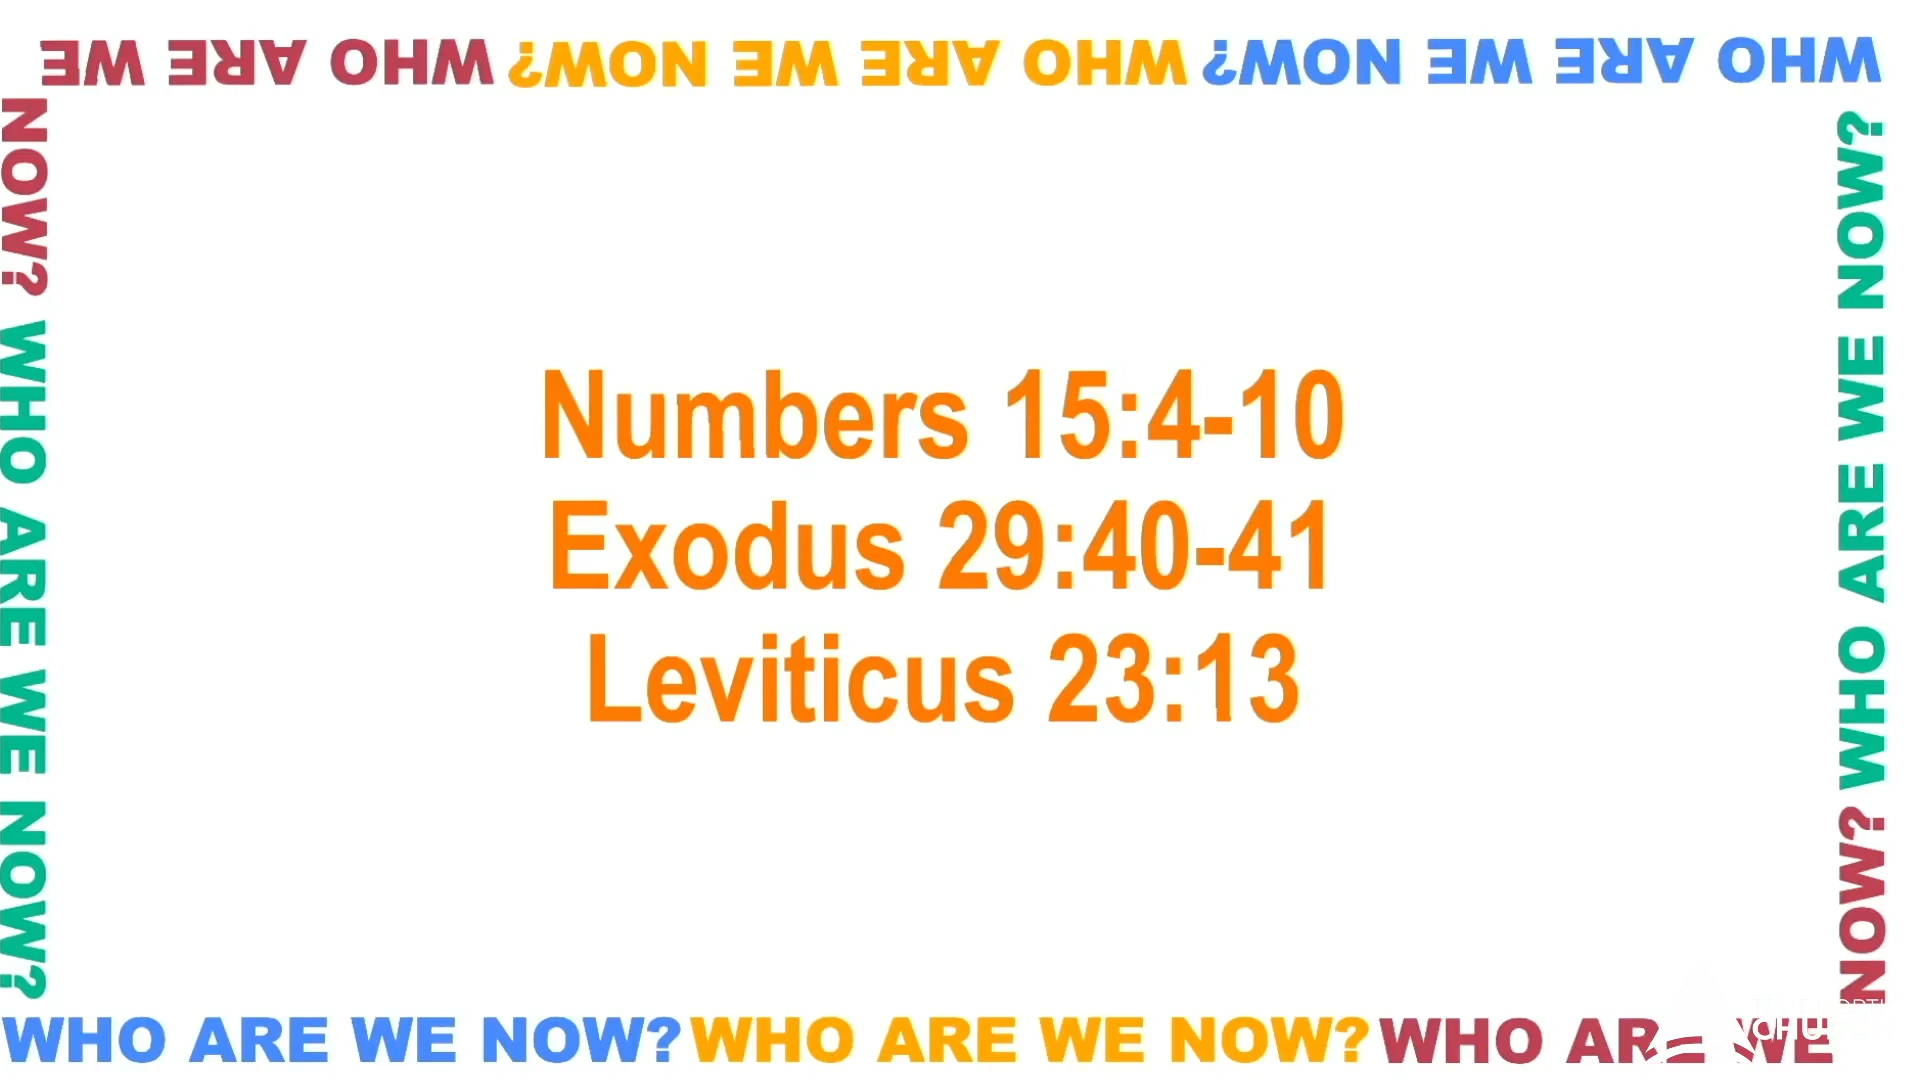 WHO ARE WE NOW? WHO ARE WE NOW? WHO ARE WE
NOW? WHO ARE WE NOW?
Numbers 15:4-10
Exodus 29:40-41
Leviticus 23:13
NOW? WHO ARE WE NOW?
WHO ARE WE NOW? WHO ARE WE NOW? WHO ARE WE